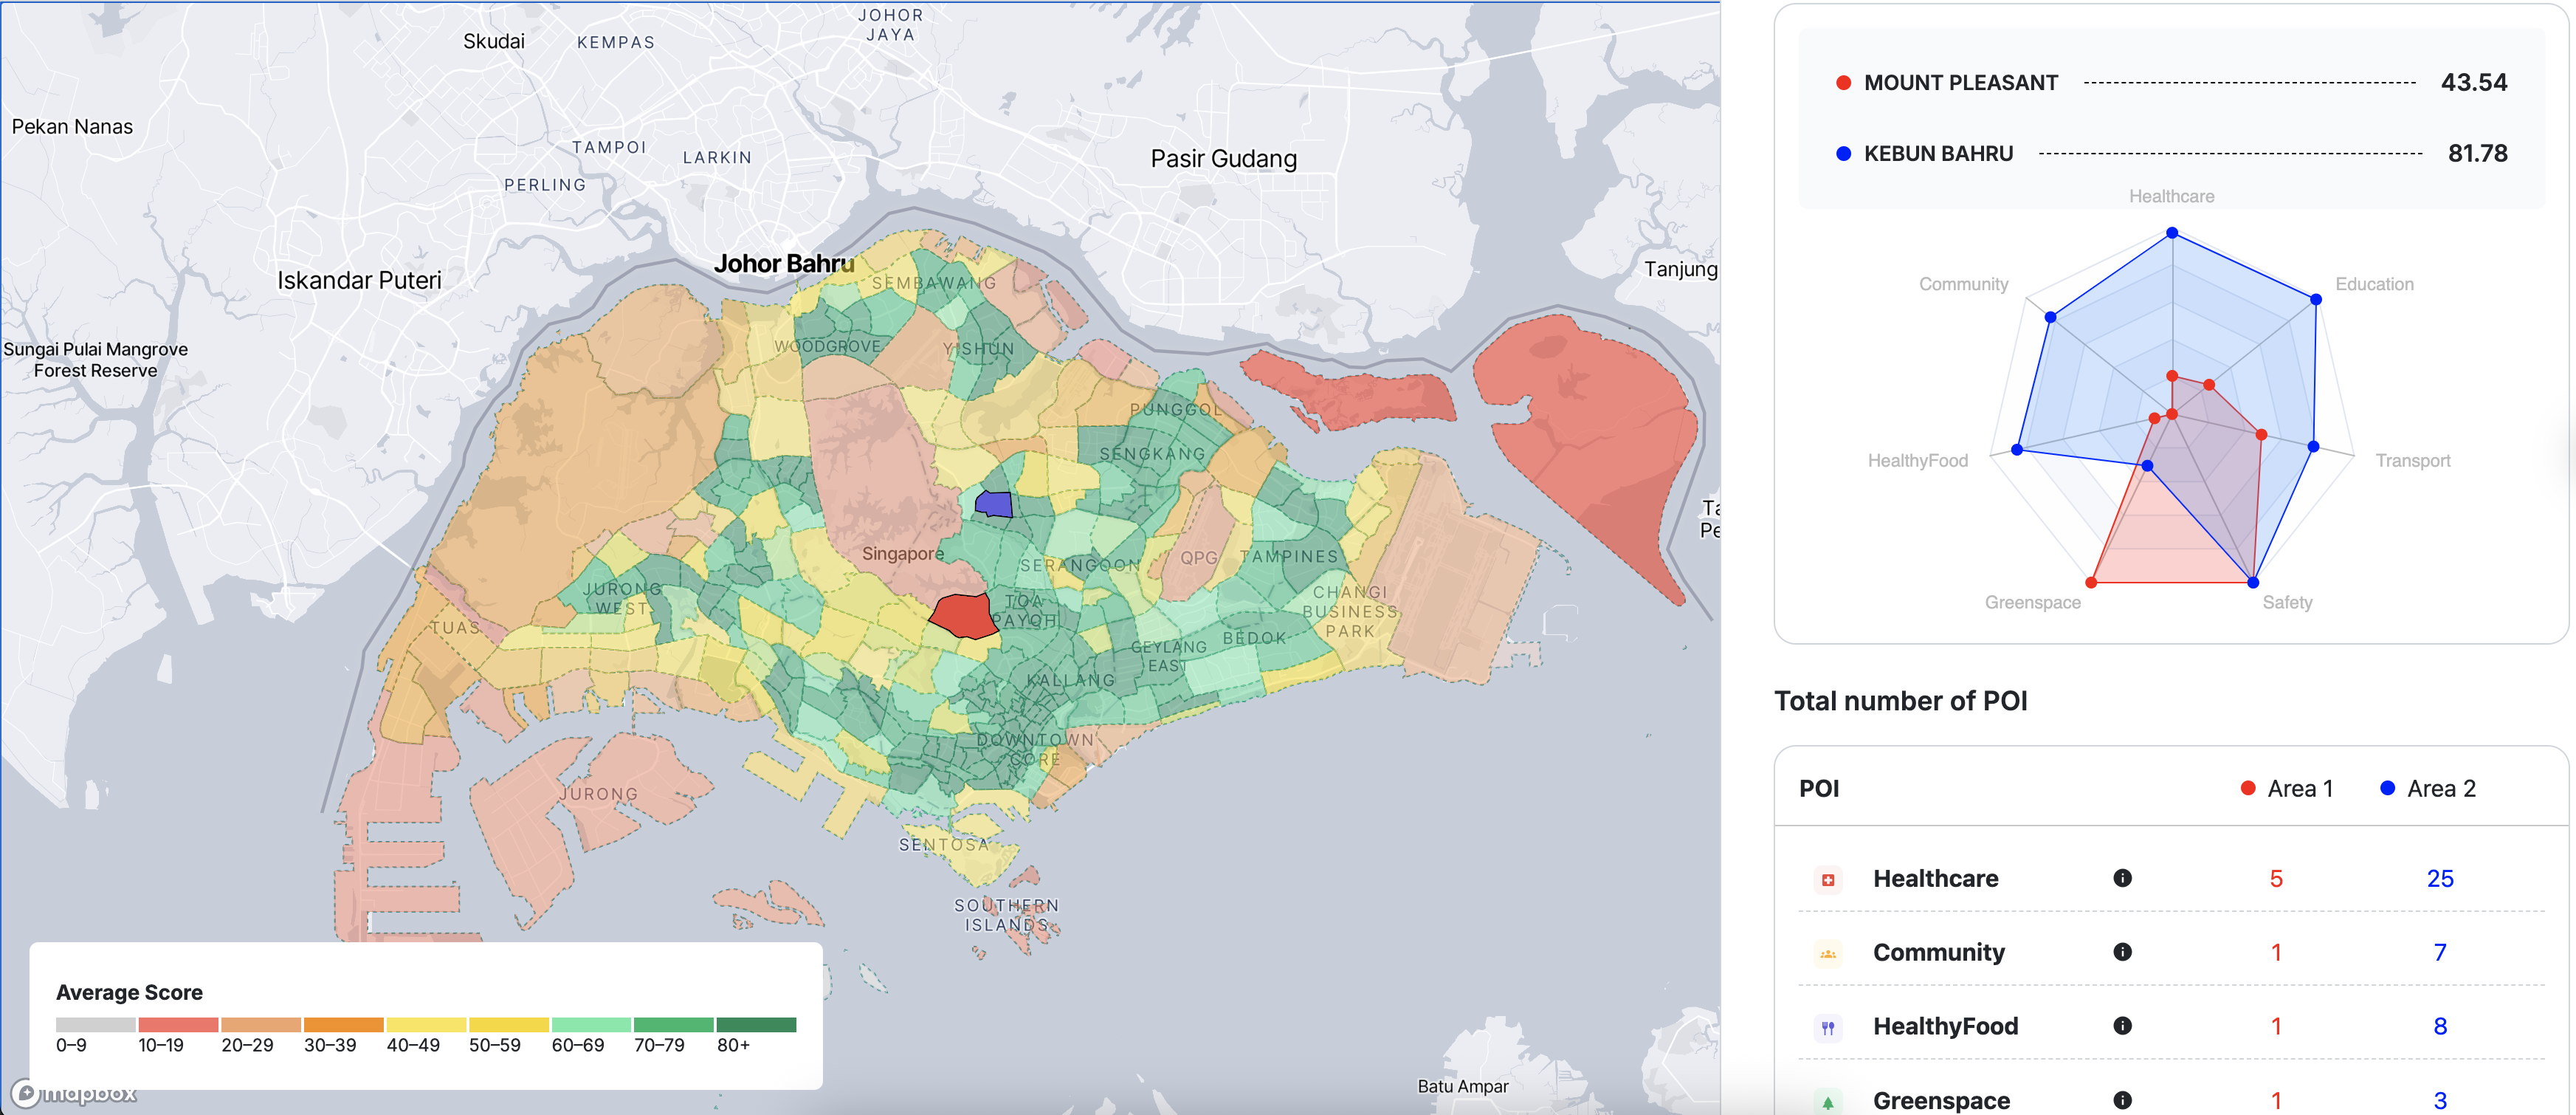 Skudai
KEMPAS
JOHOR
JAYA
Pekan Nanas
TAMPOI
LARKIN
PERLING
Pasir Gudang
Iskandar Puteri
Johor Bahru
Tanjung
SEMBAWANG
Sungai Pulai Mangrove
Forest Reserve
WOODGROVE
YISHUN
PUNGGOL
SENGKANG
Ta
Pe
Singapore
SERANGOON
QPG
TAMPINES
JURONG
WEST
TOA
PAYOH
CHANGI
BUSINESS
PARK
TUAS
GEYLANG
EAST
BEDOK
KALLANG
DOWNTOWN
CORE
JURONG
SENTOSA
SOUTHERN
ISLANDS
Batu Ampar
Average Score
0–9 10–19 20–29 30–39 40–49 50–59 60–69 70–79 80+
mapbox
MOUNT PLEASANT 43.54
KEBUN BAHRU 81.78
Healthcare
Community
Education
HealthyFood
Transport
Greenspace
Safety
Total number of POI
POI Area 1 Area 2
Healthcare 5 25
Community 1 7
HealthyFood 1 8
Greenspace 1 3